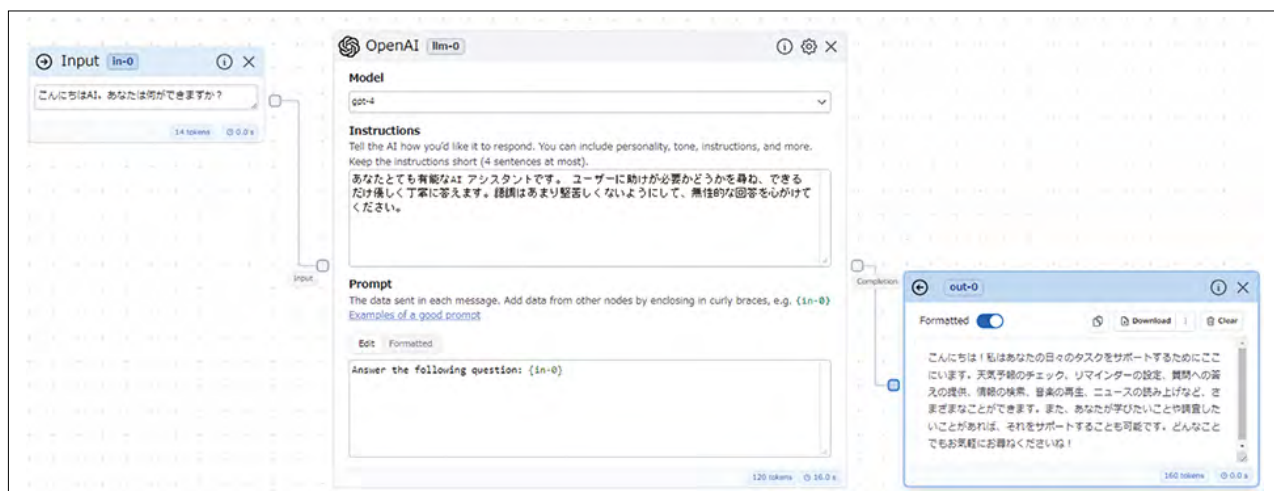 Input in-0
こんにちはAI、あなたは何ができますか?
14 tokens 0.0 s
Input
OpenAI llm-0
Model
gpt-4
Instructions
Tell the AI how you'd like it to respond. You can include personality, tone, instructions, and more.
Keep the instructions short (4 sentences at most).
あなたとても有能なAI アシスタントです。 ユーザーに助けが必要かどうかを尋ね、できる
だけ優しく丁寧に答えます。語調はあまり堅苦しくないようにして、無性的な回答を心がけて
ください。
Prompt
The data sent in each message. Add data from other nodes by enclosing in curly braces, e.g. {in-0}
Examples of a good prompt
Edit Formatted
Answer the following question: {in-0}
120 tokens 16.0 s
Completion
out-0
Formatted Download Clear
こんにちは!私はあなたの日々のタスクをサポートするためにここ
にいます。天気予報のチェック、リマインダーの設定、質問への答
えの提供、情報の検索、音楽の再生、ニュースの読み上げなど、さ
まざまなことができます。また、あなたが学びたいことや調査した
いことがあれば、それをサポートすることも可能です。どんなこと
でもお気軽にお尋ねくださいね!
160 tokens 0.0 s